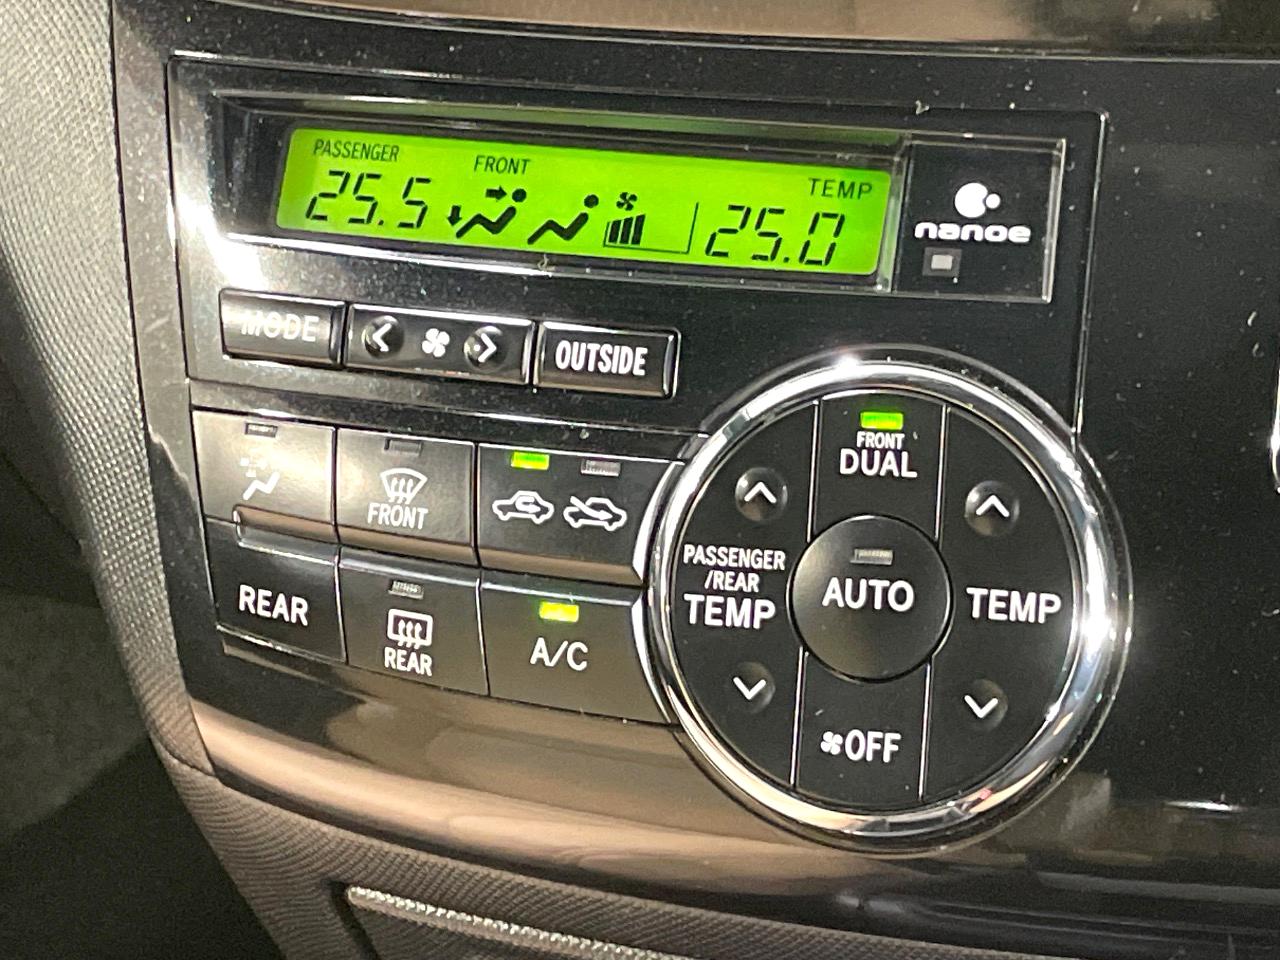 PASSENGER
FRONT
TEMP
25.5
25.0
nanoe
MODE
OUTSIDE
FRONT
DUAL
FRONT
PASSENGER
/REAR
TEMP
AUTO
TEMP
REAR
REAR
A/C
OFF